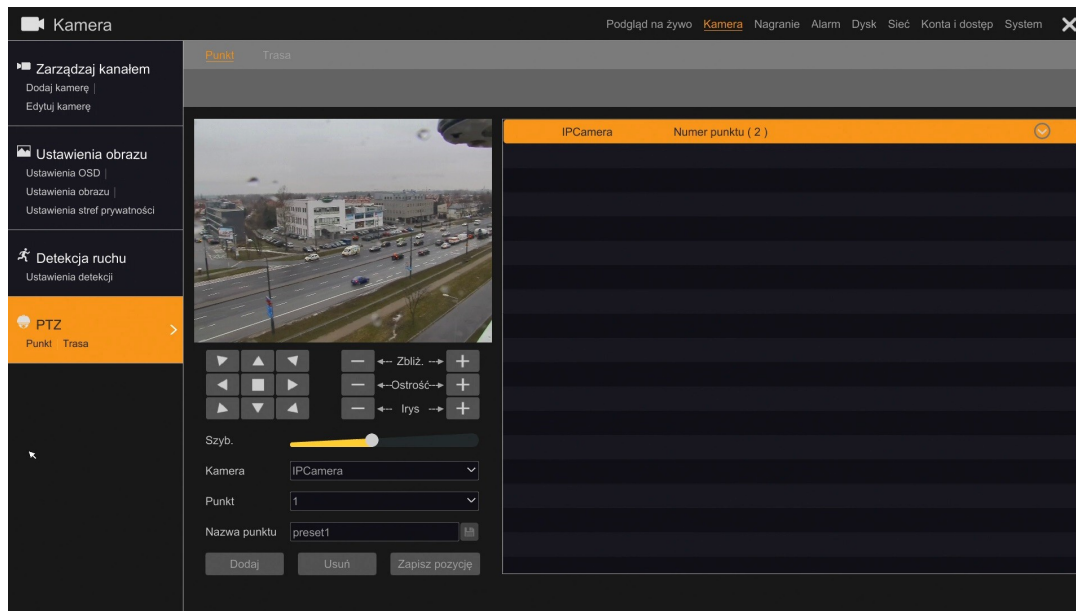 Kamera
Podgląd na żywo Kamera Nagranie Alarm Dysk Sieć Konta i dostęp System
Zarządzaj kanałem
Dodaj kamerę |
Edytuj kamerę
Ustawienia obrazu
Ustawienia OSD |
Ustawienia obrazu |
Ustawienia stref prywatności
Detekcja ruchu
Ustawienia detekcji
PTZ
Punkt Trasa
Punkt Trasa
IPCamera Numer punktu ( 2 )
Zbliż.
Ostrość
Irys
Szyb.
Kamera IPCamera
Punkt 1
Nazwa punktu preset1
Dodaj Usuń Zapisz pozycję